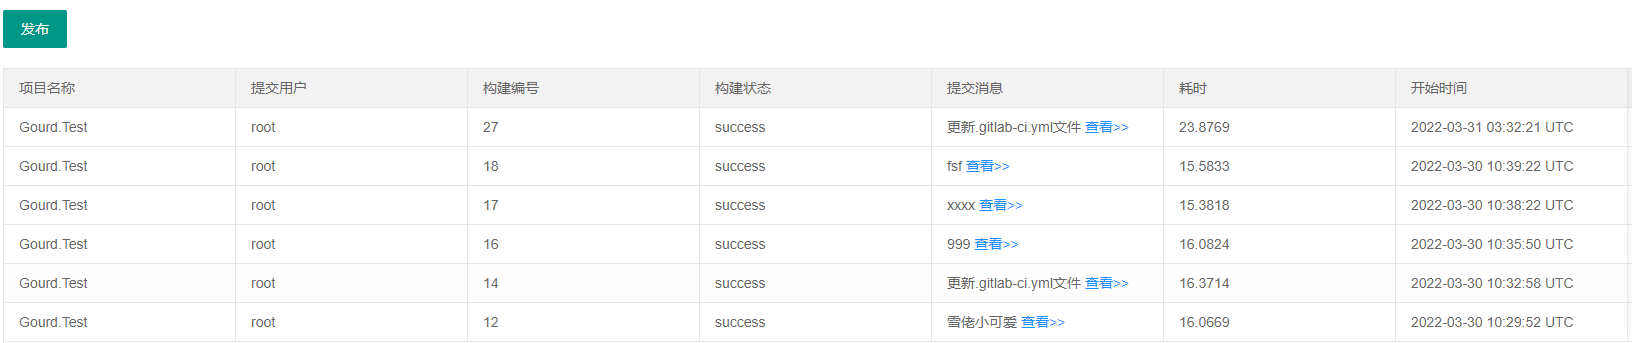 发布
项目名称 提交用户 构建编号 构建状态 提交消息 耗时 开始时间
Gourd.Test root 27 success 更新.gitlab-ci.yml文件 查看>> 23.8769 2022-03-31 03:32:21 UTC
Gourd.Test root 18 success fsf 查看>> 15.5833 2022-03-30 10:39:22 UTC
Gourd.Test root 17 success xxxx 查看>> 15.3818 2022-03-30 10:38:22 UTC
Gourd.Test root 16 success 999 查看>> 16.0824 2022-03-30 10:35:50 UTC
Gourd.Test root 14 success 更新.gitlab-ci.yml文件 查看>> 16.3714 2022-03-30 10:32:58 UTC
Gourd.Test root 12 success 雪佬小可爱 查看>> 16.0669 2022-03-30 10:29:52 UTC